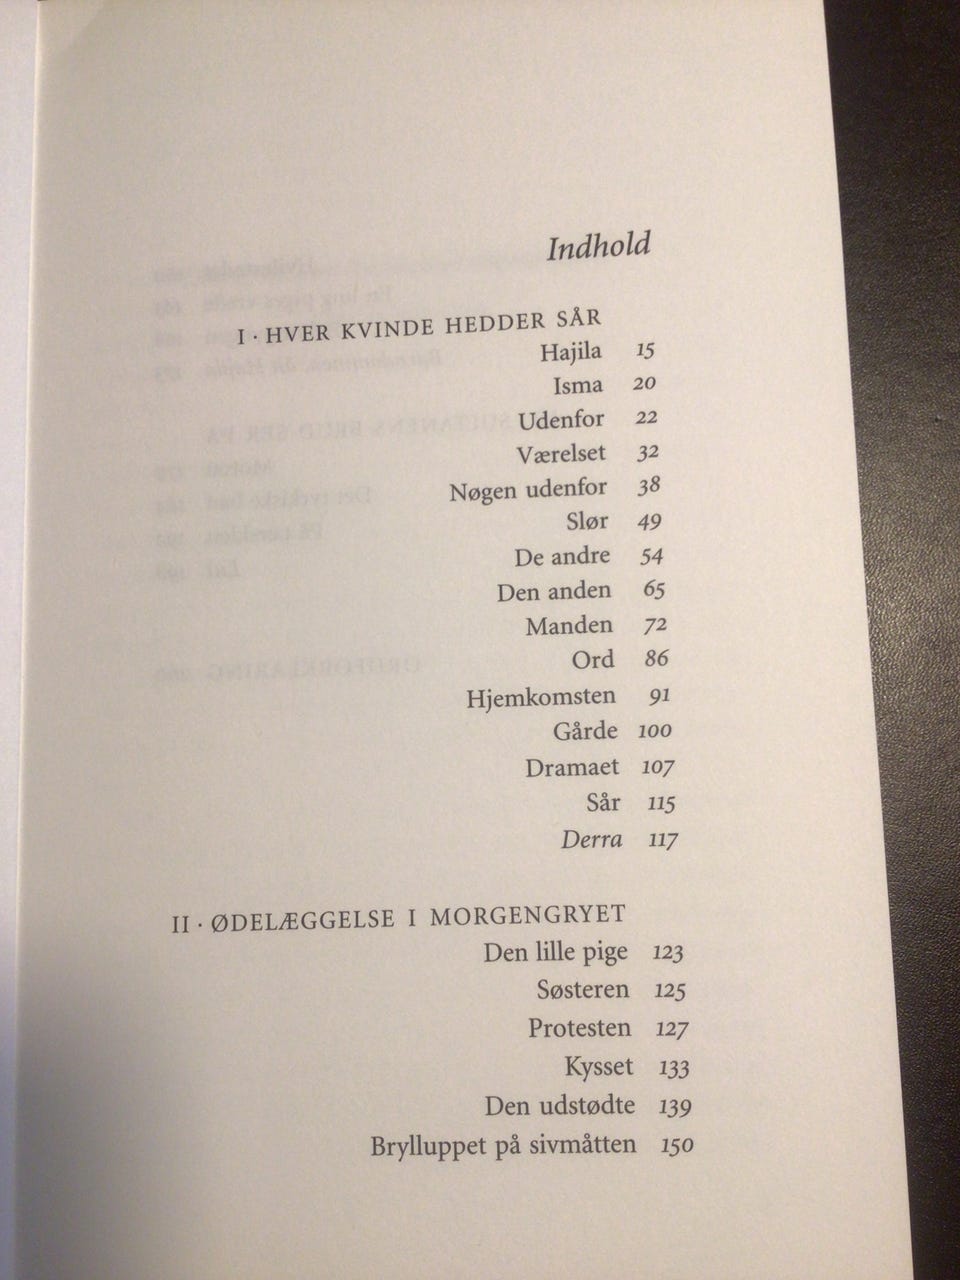 Indhold
I · HVER KVINDE HEDDER SÅR
Hajila 15
Isma 20
Udenfor 22
Værelset 32
Nøgen udenfor 38
Slør 49
De andre 54
Den anden 65
Manden 72
Ord 86
Hjemkomsten 91
Gårde 100
Dramaet 107
Sår 115
Derra 117
II · ØDELÆGGELSE I MORGENGRYET
Den lille pige 123
Søsteren 125
Protesten 127
Kysset 133
Den udstødte 139
Brylluppet på sivmåtten 150